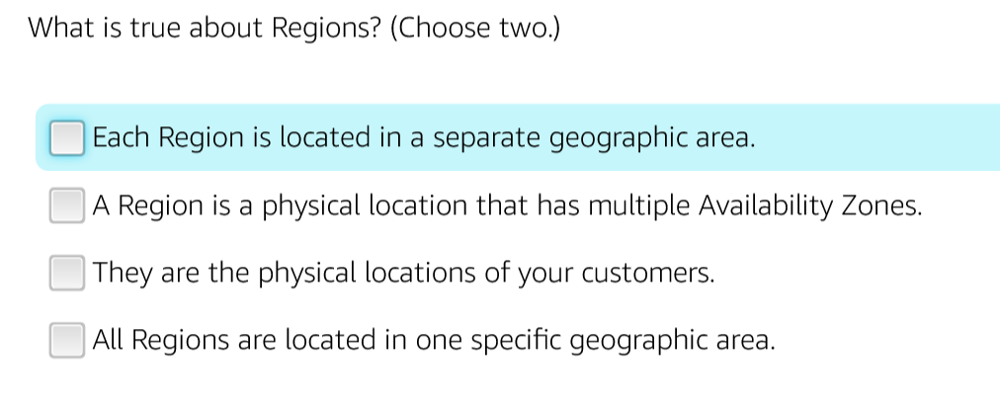 What is true about Regions? (Choose two.)
Each Region is located in a separate geographic area.
A Region is a physical location that has multiple Availability Zones.
They are the physical locations of your customers.
All Regions are located in one specific geographic area.